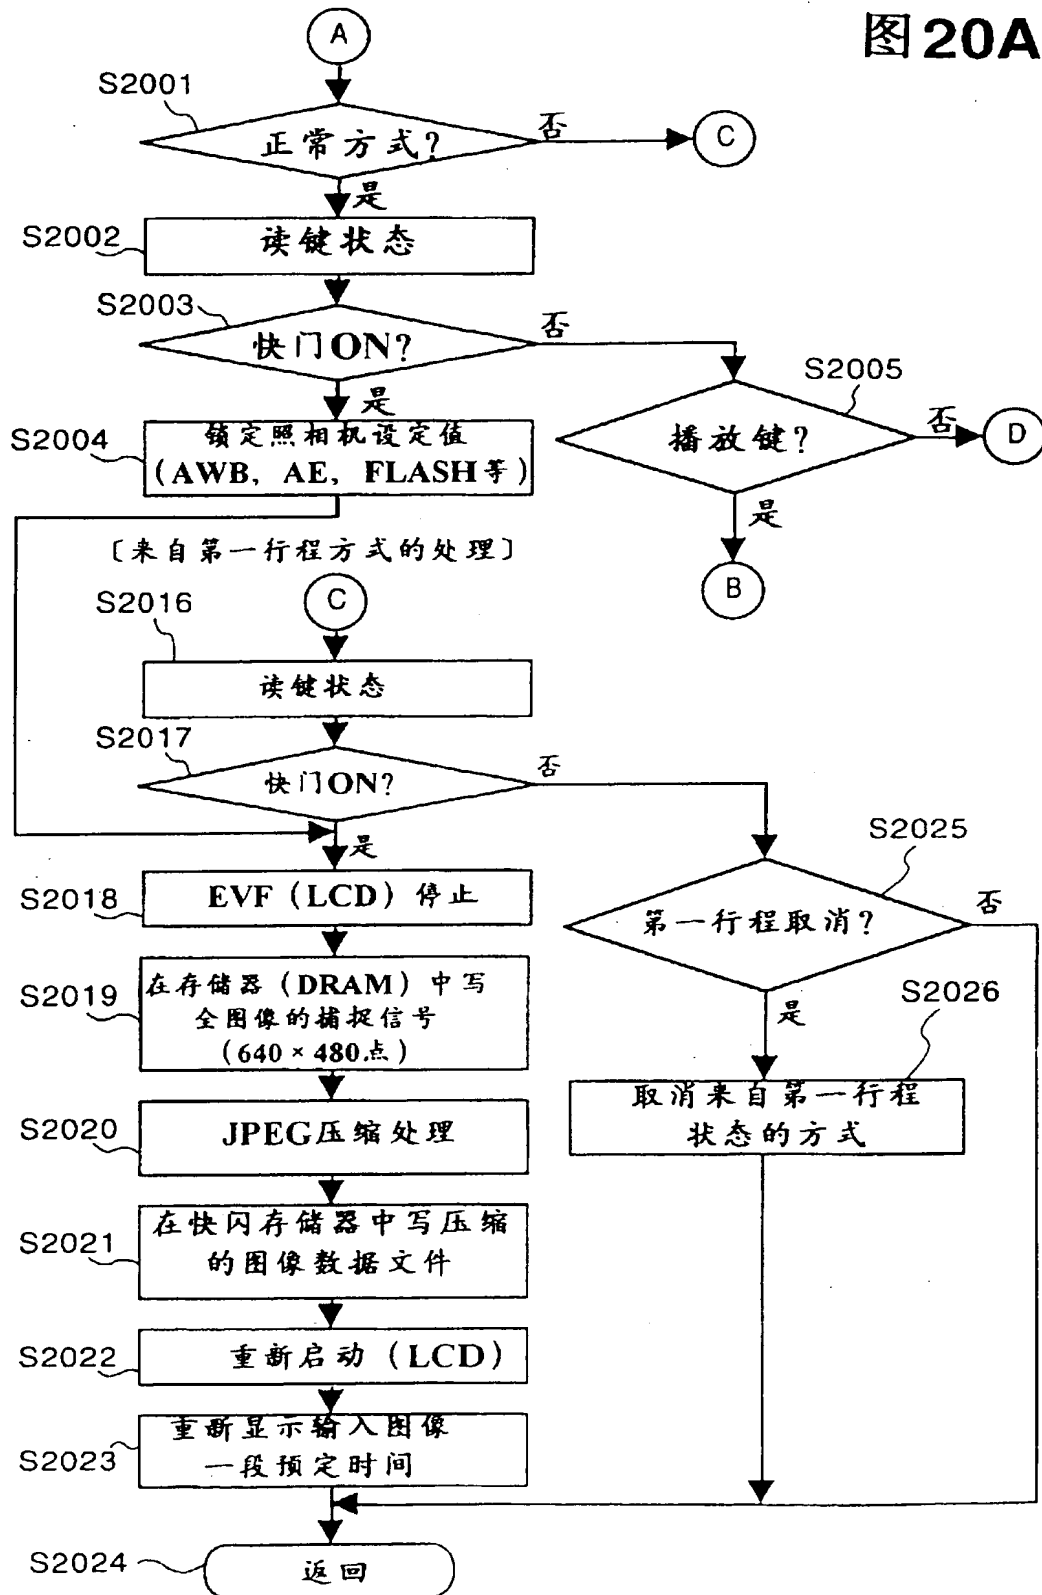 图20A
A
S2001
正常方式?
否
C
是
S2002
读键状态
S2003
快门ON?
否
是
S2005
播放键?
否
D
是
B
S2004
锁定照相机设定值
(AWB, AE, FLASH等)
〔来自第一行程方式的处理〕
C
S2016
读键状态
S2017
快门ON?
否
是
S2018
EVF(LCD)停止
S2019
在存储器(DRAM)中写
全图像的捕捉信号
(640×480点)
S2020
JPEG压缩处理
S2021
在快闪存储器中写压缩
的图像数据文件
S2022
重新启动(LCD)
S2023
重新显示输入图像
一段预定时间
S2025
第一行程取消?
否
是
S2026
取消来自第一行程
状态的方式
S2024
返回